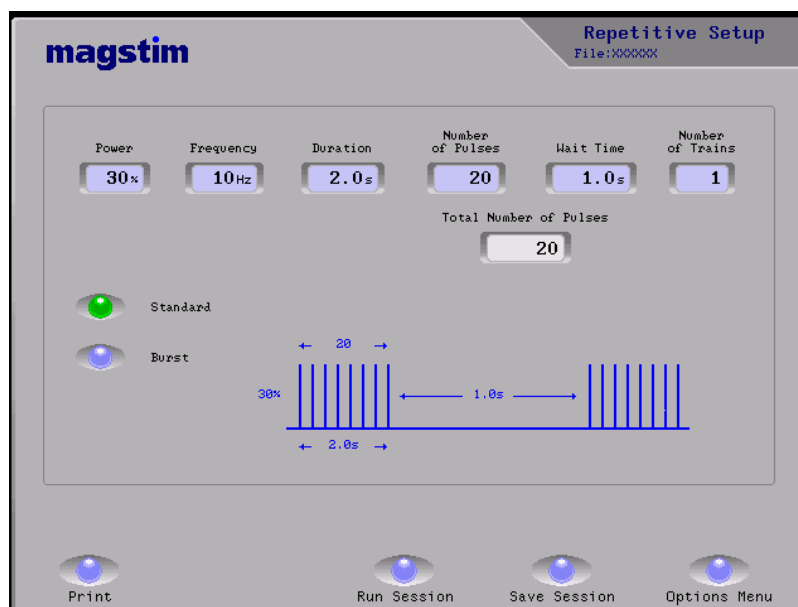 magstim
Repetitive Setup
File:XXXXXX
Power
Frequency
Duration
Number
of Pulses
Wait Time
Number
of Trains
30%
10Hz
2.0s
20
1.0s
1
Total Number of Pulses
20
Standard
Burst
20
30%
1.0s
2.0s
Print
Run Session
Save Session
Options Menu